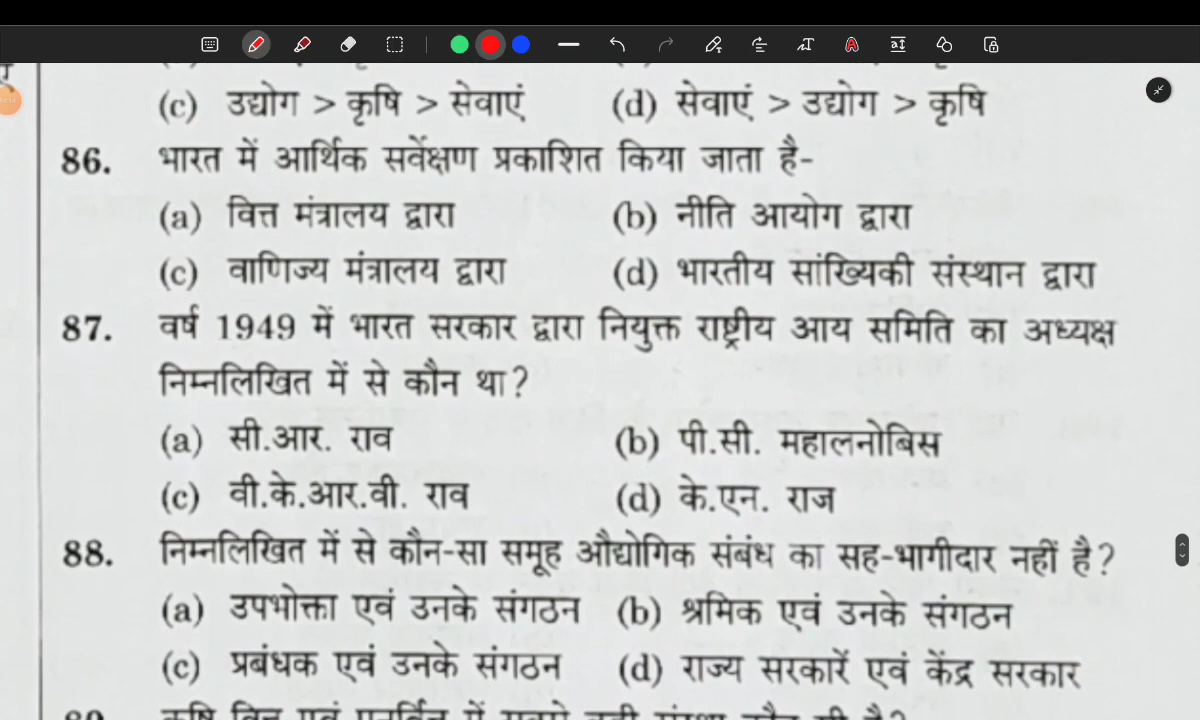 (c) उद्योग > कृषि > सेवाएं (d) सेवाएं > उद्योग > कृषि
86. भारत में आर्थिक सर्वेक्षण प्रकाशित किया जाता है-
(a) वित्त मंत्रालय द्वारा (b) नीति आयोग द्वारा
(c) वाणिज्य मंत्रालय द्वारा (d) भारतीय सांख्यिकी संस्थान द्वारा
87. वर्ष 1949 में भारत सरकार द्वारा नियुक्त राष्ट्रीय आय समिति का अध्यक्ष
निम्नलिखित में से कौन था?
(a) सी.आर. राव (b) पी.सी. महालनोबिस
(c) वी.के.आर.वी. राव (d) के.एन. राज
88. निम्नलिखित में से कौन-सा समूह औद्योगिक संबंध का सह-भागीदार नहीं है?
(a) उपभोक्ता एवं उनके संगठन (b) श्रमिक एवं उनके संगठन
(c) प्रबंधक एवं उनके संगठन (d) राज्य सरकारें एवं केंद्र सरकार